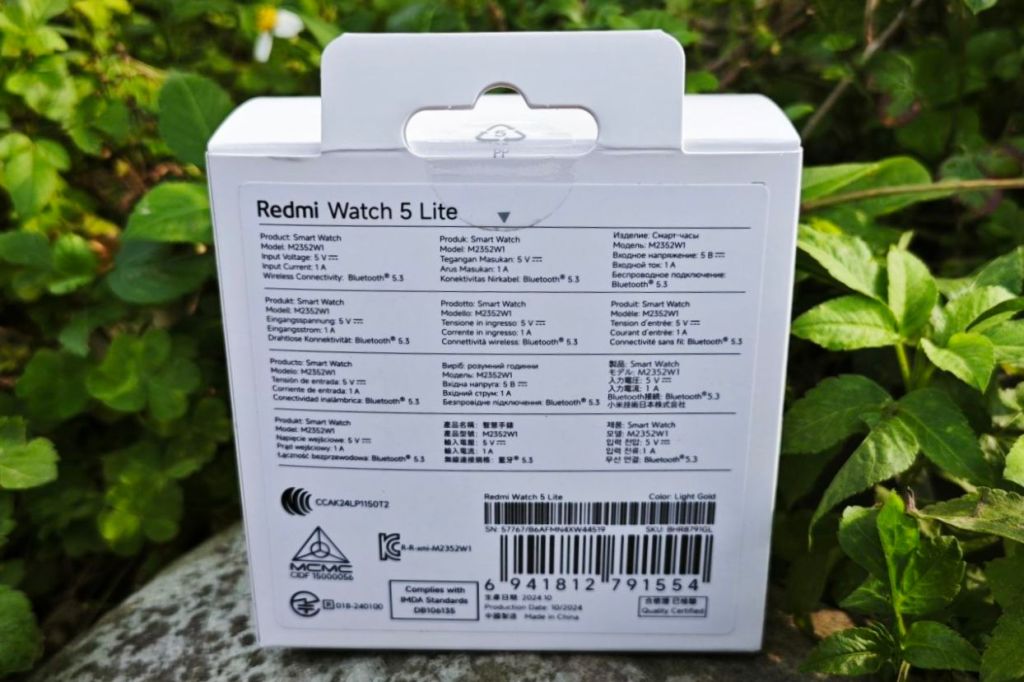 5
PP
Redmi Watch 5 Lite
Product: Smart Watch
Model: M2352W1
Input Voltage: 5 V⎓
Input Current: 1 A
Wireless Connectivity: Bluetooth® 5.3
Produk: Smart Watch
Model: M2352W1
Tegangan Masukan: 5 V⎓
Arus Masukan: 1 A
Konektivitas Nirkabel: Bluetooth® 5.3
Изделие: Смарт-часы
Модель: M2352W1
Входное напряжение: 5 В⎓
Входной ток: 1 A
Беспроводное подключение:
Bluetooth® 5.3
Produkt: Smart Watch
Modell: M2352W1
Eingangsspannung: 5 V⎓
Eingangsstrom: 1 A
Drahtlose Konnektivität: Bluetooth® 5.3
Prodotto: Smart Watch
Modello: M2352W1
Tensione in ingresso: 5 V⎓
Corrente in ingresso: 1 A
Connettività wireless: Bluetooth® 5.3
Produit: Smart Watch
Modèle: M2352W1
Tension d'entrée: 5 V⎓
Courant d'entrée: 1 A
Connectivité sans fil: Bluetooth® 5.3
Producto: Smart Watch
Modelo: M2352W1
Tensión de entrada: 5 V⎓
Corriente de entrada: 1 A
Conectividad inalámbrica: Bluetooth® 5.3
Виріб: розумний годинник
Модель: M2352W1
Вхідна напруга: 5 В⎓
Вхідний струм: 1 A
Безпровідне підключення: Bluetooth® 5.3
製品: Smart Watch
モデル: M2352W1
入力電圧: 5 V⎓
入力電流: 1 A
Bluetooth接続: Bluetooth®5.3
小米技術日本株式会社
Produkt: Smart Watch
Model: M2352W1
Napięcie wejściowe: 5 V⎓
Prąd wejściowy: 1 A
Łączność bezprzewodowa: Bluetooth® 5.3
產品名稱: 智慧手錶
產品型號: M2352W1
輸入電壓: 5 V⎓
輸入電流: 1 A
無線連接規格: 藍牙® 5.3
제품: Smart Watch
모델: M2352W1
입력 전압: 5 V⎓
입력 전류: 1 A
무선 연결: Bluetooth®5.3
CCAK24LP1150T2
MCMC
CIDF 15000056
R-R-xmi-M2352W1
R 018-240100
Complies with
IMDA Standards
DB106135
Redmi Watch 5 Lite
Color: Light Gold
SN: 57767/B6AFMN4XW44519
SKU: BHR8791GL
6 941812 791554
生產日期: 2024.10
Production Date: 10/2024
中國製造 Made in China
Quality Certified